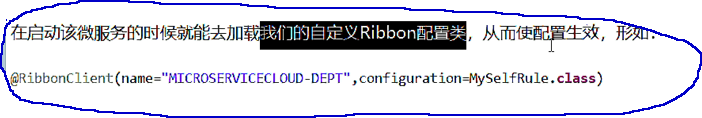 在启动该微服务的时候就能去加载我们的自定义Ribbon配置类，从而使配置生效，形如：
@RibbonClient(name="MICROSERVICECLOUD-DEPT",configuration=MySelfRule.class)